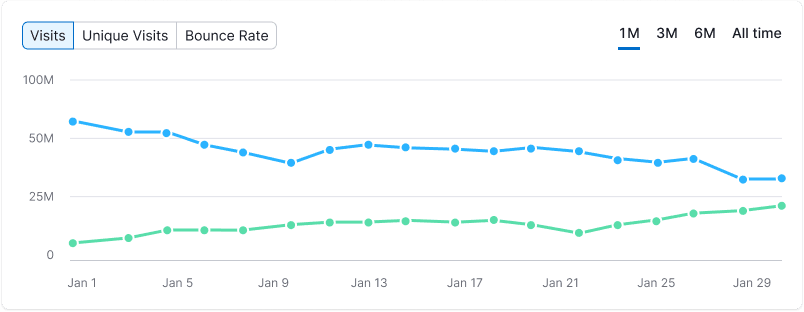 Visits Unique Visits Bounce Rate 1M 3M 6M All time
100M
50M
25M
0
Jan 1 Jan 5 Jan 9 Jan 13 Jan 17 Jan 21 Jan 25 Jan 29